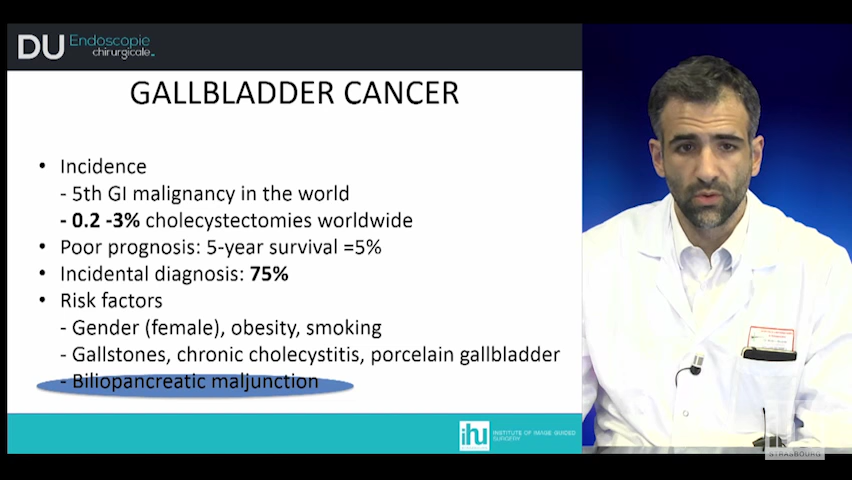 DU Endoscopie
chirurgicale
GALLBLADDER CANCER
• Incidence
- 5th GI malignancy in the world
- 0.2 -3% cholecystectomies worldwide
• Poor prognosis: 5-year survival =5%
• Incidental diagnosis: 75%
• Risk factors
- Gender (female), obesity, smoking
- Gallstones, chronic cholecystitis, porcelain gallbladder
- Biliopancreatic maljunction
ihu INSTITUTE OF IMAGE GUIDED
SURGERY
STRASBOURG